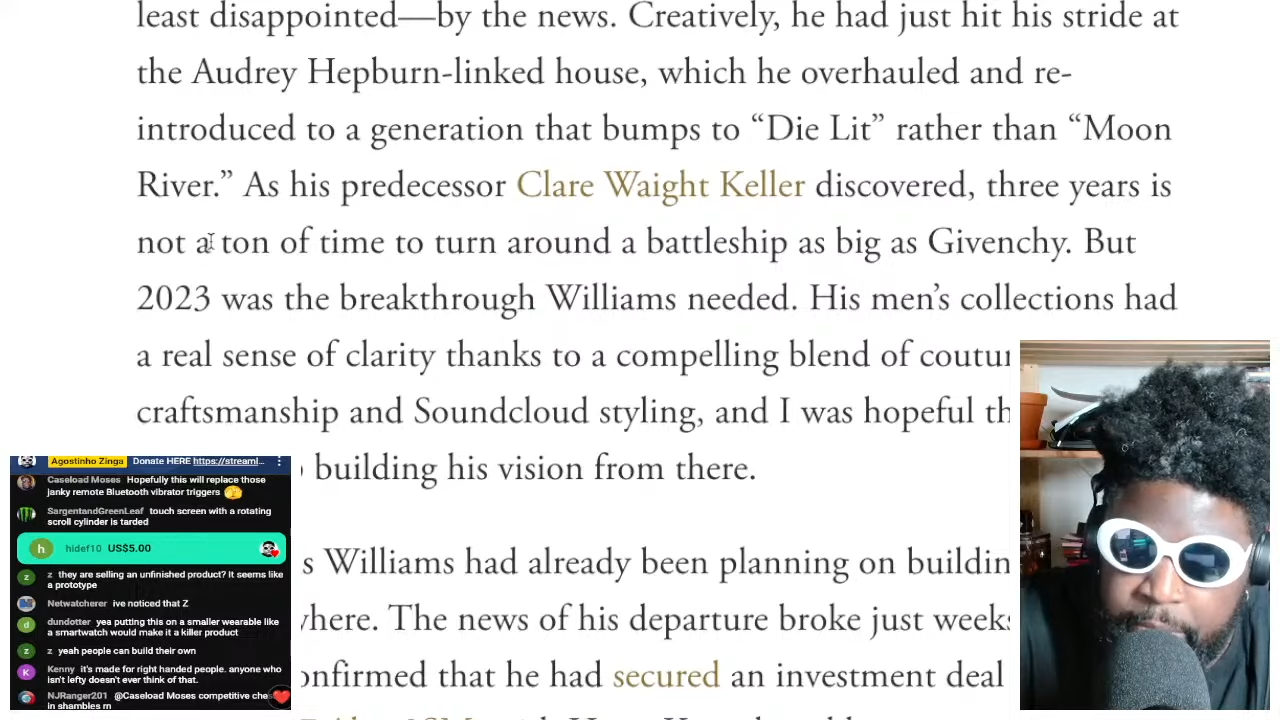 least disappointed—by the news. Creatively, he had just hit his stride at
the Audrey Hepburn-linked house, which he overhauled and re-
introduced to a generation that bumps to “Die Lit” rather than “Moon
River.” As his predecessor Clare Waight Keller discovered, three years is
not a ton of time to turn around a battleship as big as Givenchy. But
2023 was the breakthrough Williams needed. His men’s collections had
a real sense of clarity thanks to a compelling blend of
craftsmanship and Soundcloud styling, and I was hopeful
building his vision from there.
Williams had already been planning on
The news of his departure broke just
that he had secured an investment deal
Agostinho Zinga Donate HERE https://streaml...
Caseload Moses Hopefully this will replace those
janky remote Bluetooth vibrator triggers
SargentandGreenLeaf touch screen with a rotating
scroll cylinder is tarded
h hidef10 US$5.00
z z they are selling an unfinished product? It seems like
a prototype
Netwatcherer ive noticed that Z
d dundotter yea putting this on a smaller wearable like
a smartwatch would make it a killer product
z z yeah people can build their own
K Kenny it's made for right handed people. anyone who
isn't lefty doesn't ever think of that.
NJRanger201 @Caseload Moses competitive
in shambles rn